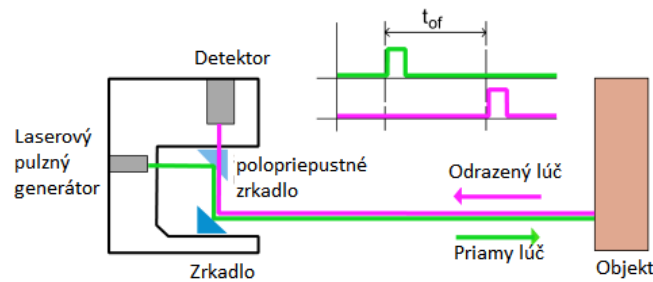 t_of
Detektor
Laserový
pulzný
generátor
polopriepustné
zrkadlo
Odrazený lúč
Priamy lúč
Zrkadlo
Objekt